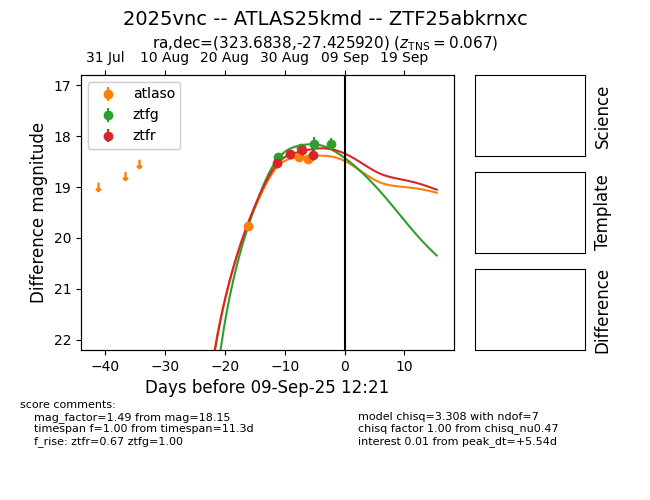 2025vnc -- ATLAS25kmd -- ZTF25abkrnxc
ra,dec=(323.6838,-27.425920) (z_TNS = 0.067)
31 Jul 10 Aug 20 Aug 30 Aug 09 Sep 19 Sep
atlaso
ztfg
ztfr
17
18
19
20
21
22
Difference magnitude
−40 −30 −20 −10 0 10
Days before 09-Sep-25 12:21
Science
Template
Difference
score comments:
mag_factor=1.49 from mag=18.15
timespan f=1.00 from timespan=11.3d
f_rise: ztfr=0.67 ztfg=1.00
model chisq=3.308 with ndof=7
chisq factor 1.00 from chisq_nu0.47
interest 0.01 from peak_dt=+5.54d